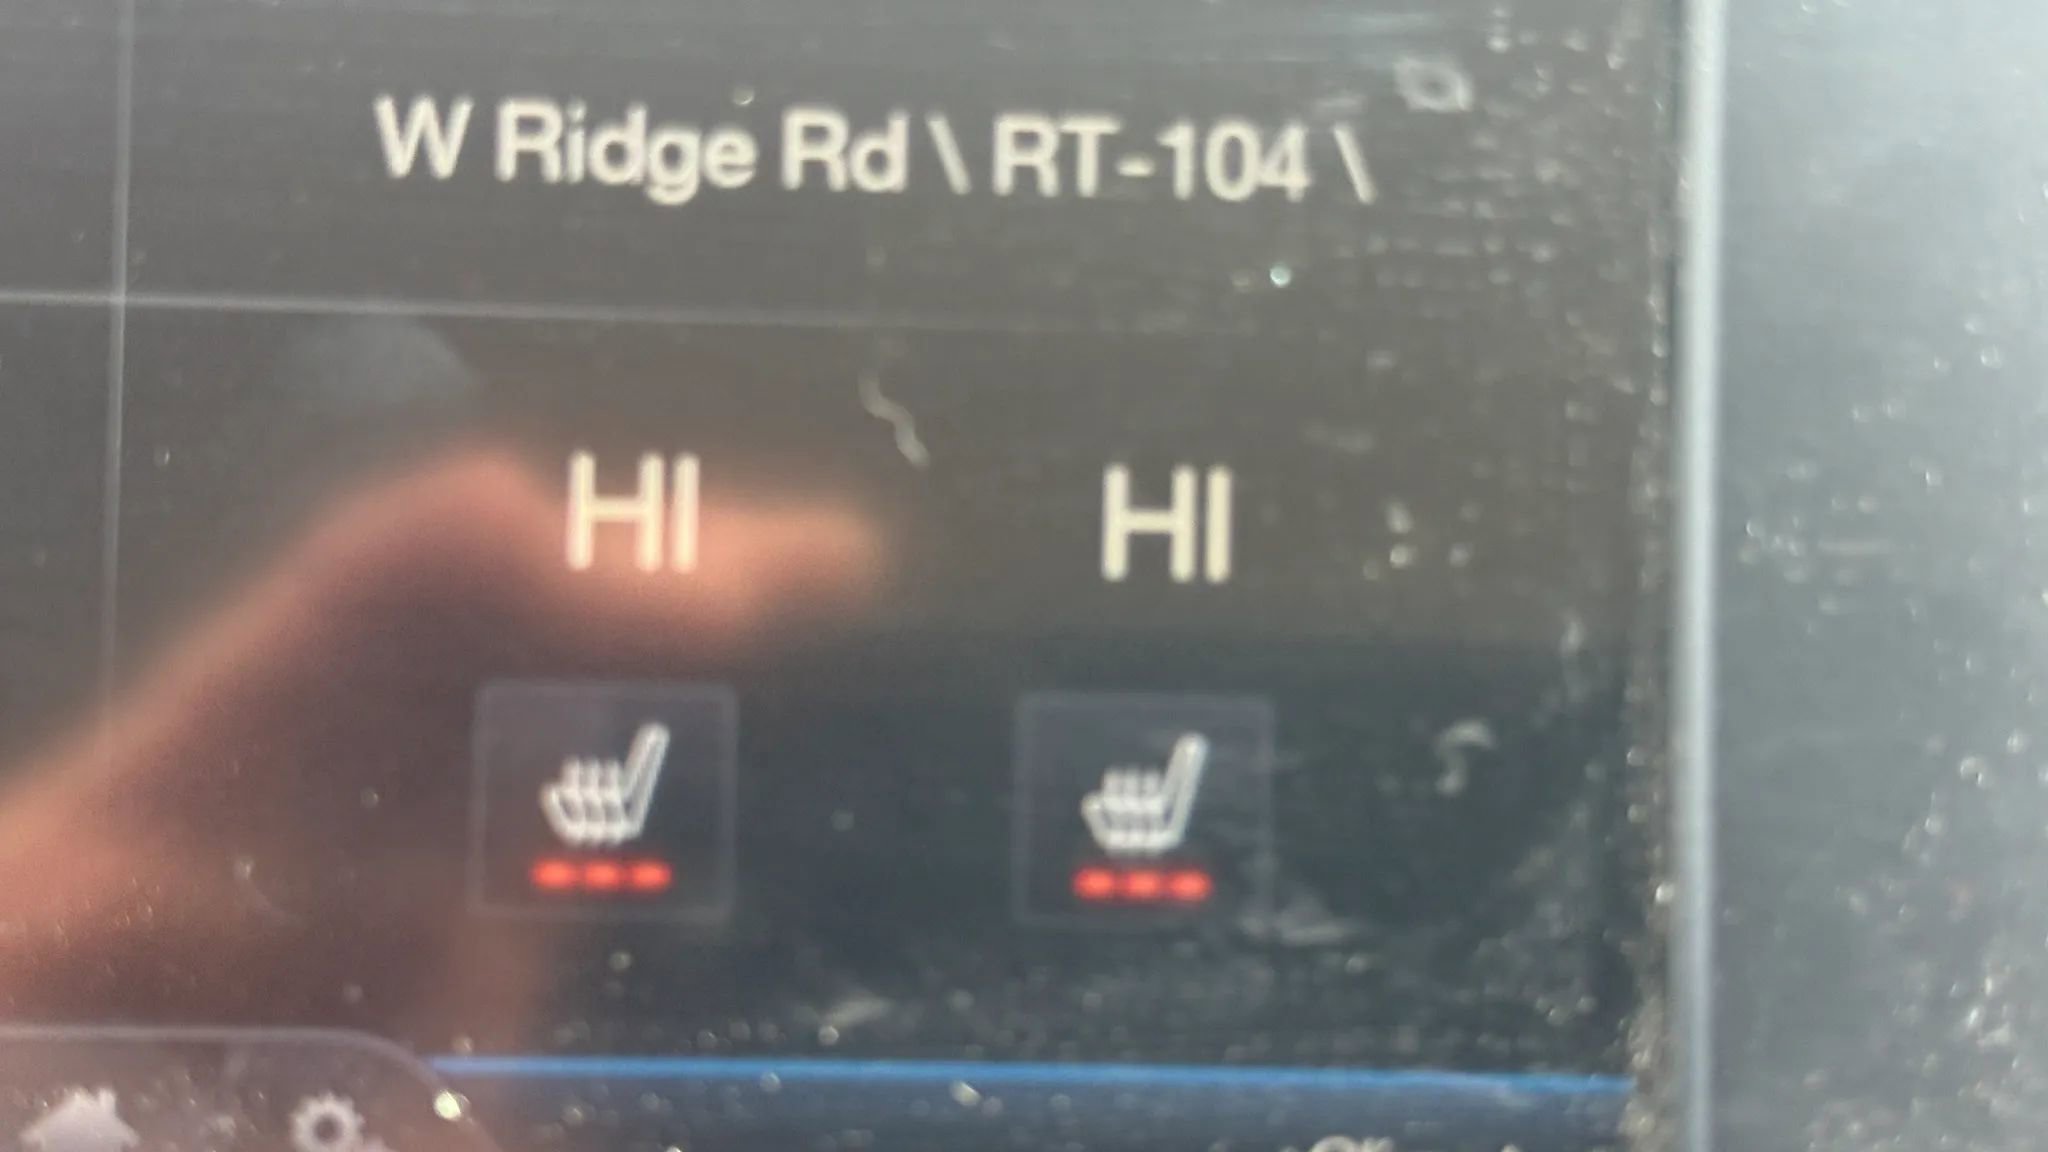 W Ridge Rd \ RT-104 \
HI HI